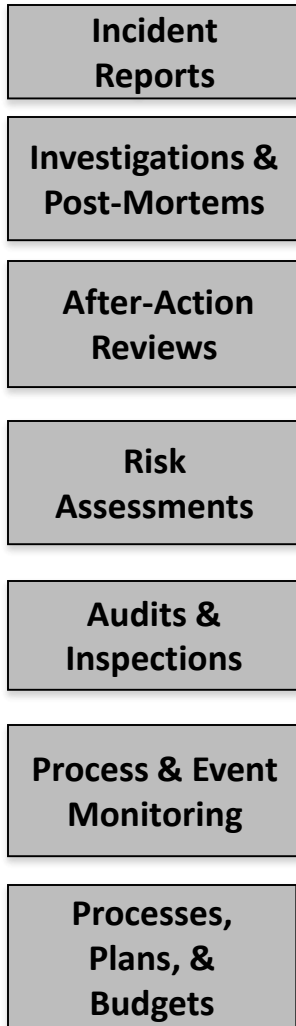 Incident
Reports
Investigations &
Post-Mortems
After-Action
Reviews
Risk
Assessments
Audits &
Inspections
Process & Event
Monitoring
Processes,
Plans, &
Budgets